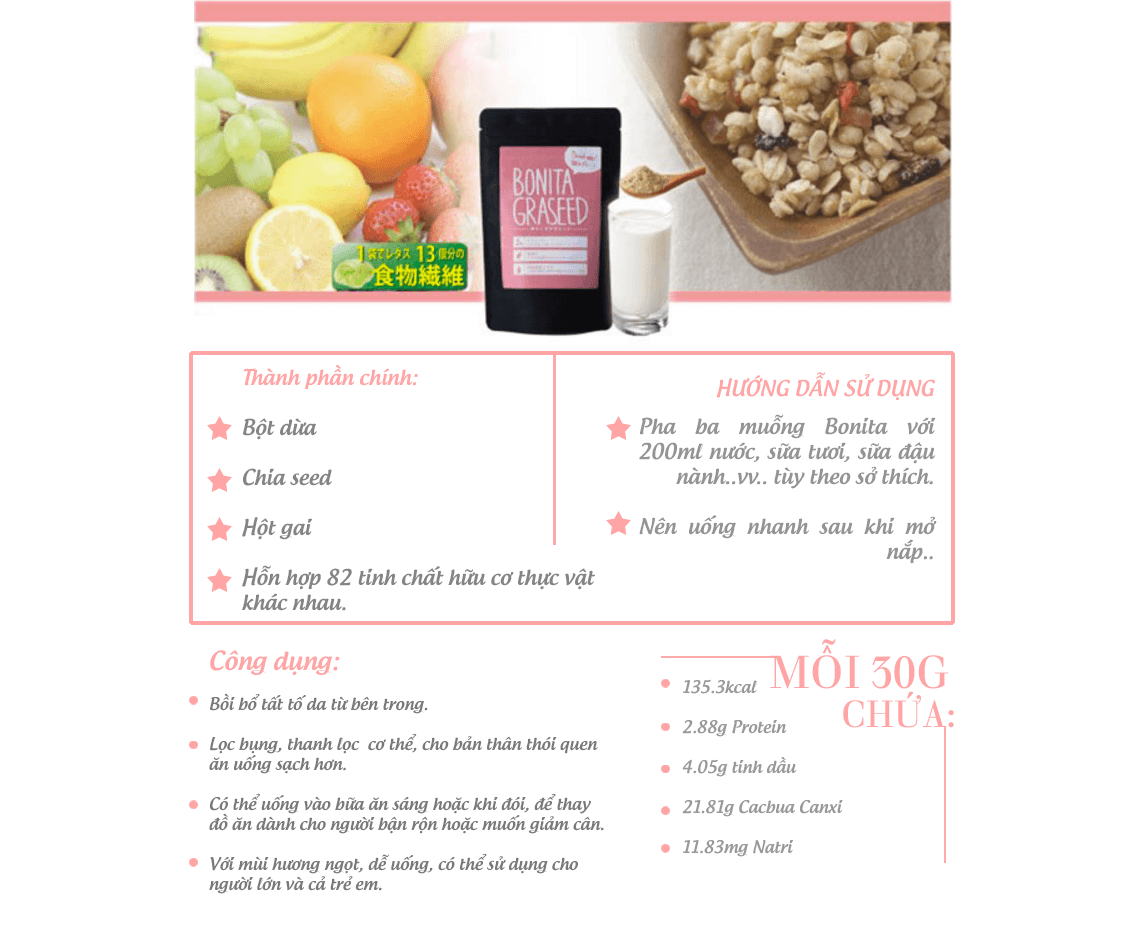 BONITA
GRASEED
1袋でレタス 13個分の
食物繊維
Thành phần chính:
Bột dừa
Chia seed
Hột gai
Hỗn hợp 82 tinh chất hữu cơ thực vật
khác nhau.
HƯỚNG DẪN SỬ DỤNG
Pha ba muỗng Bonita với
200ml nước, sữa tươi, sữa đậu
nành..vv.. tùy theo sở thích.
Nên uống nhanh sau khi mở
nắp..
Công dụng:
Bồi bổ tất tố da từ bên trong.
Lọc bụng, thanh lọc cơ thể, cho bản thân thói quen
ăn uống sạch hơn.
Có thể uống vào bữa ăn sáng hoặc khi đói, để thay
đồ ăn dành cho người bận rộn hoặc muốn giảm cân.
Với mùi hương ngọt, dễ uống, có thể sử dụng cho
người lớn và cả trẻ em.
MỖI 30G
CHỨA:
135.3kcal
2.88g Protein
4.05g tinh dầu
21.81g Cacbua Canxi
11.83mg Natri